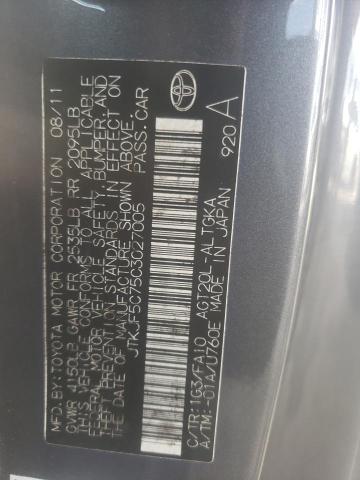 MFD. BY: TOYOTA MOTOR CORPORATION 08/11
GVWR 4150LB GAWR FR 2535LB RR 2095LB
THIS VEHICLE CONFORMS TO ALL APPLICABLE
FEDERAL MOTOR VEHICLE SAFETY, BUMPER, AND
THEFT PREVENTION STANDARDS IN EFFECT ON
THE DATE OF MANUFACTURE SHOWN ABOVE.
JTKJF5C75C3027005 PASS. CAR
C/TR: 1G3/FA10 AGT20L-ALTGKA
A/TM: -01A/U760E MADE IN JAPAN
920 A